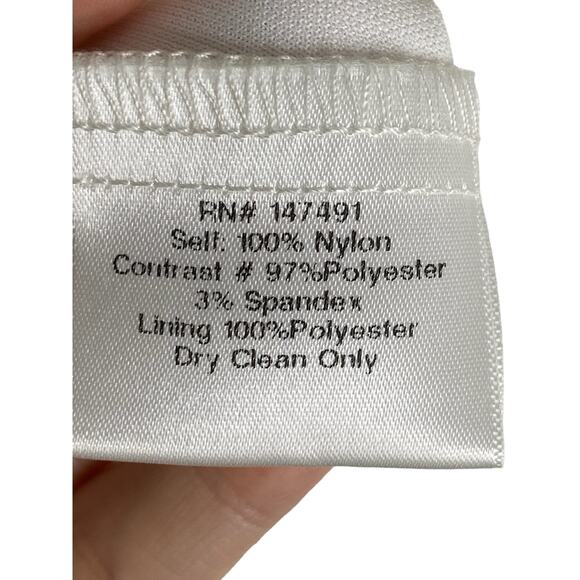 RN# 147491
Self: 100% Nylon
Contrast # 97%Polyester
3% Spandex
Lining 100%Polyester
Dry Clean Only